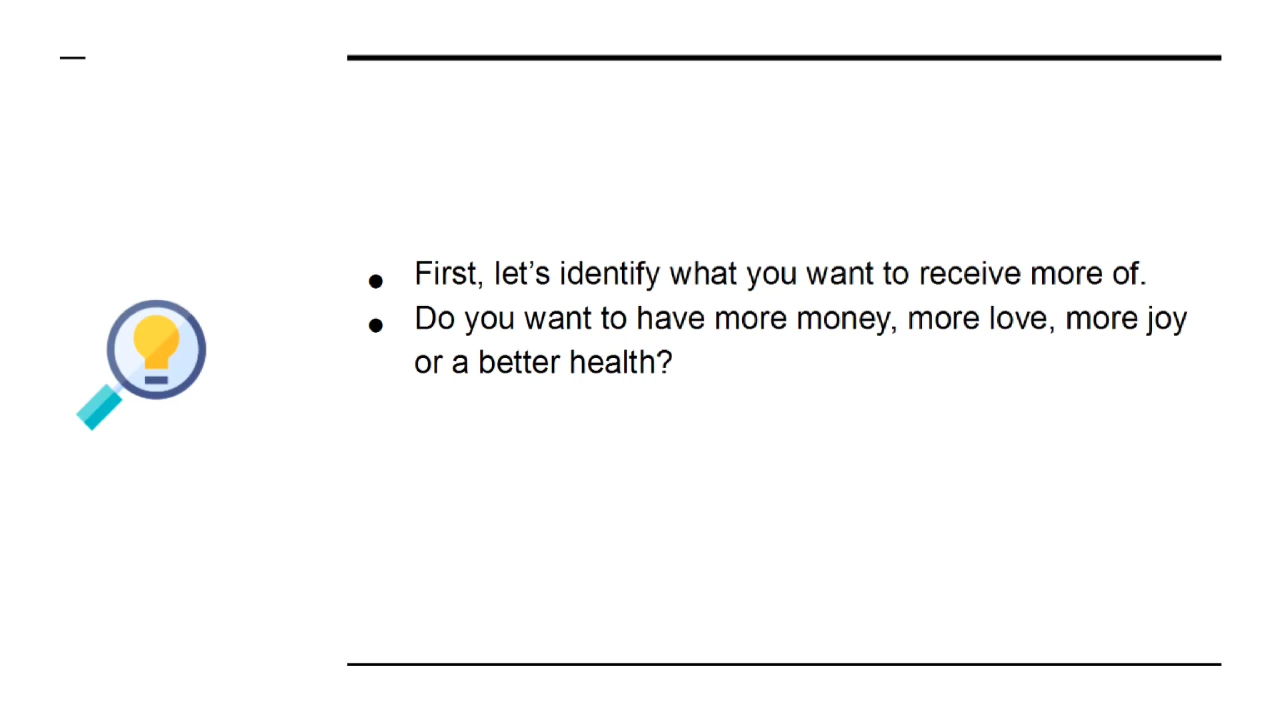 ● First, let’s identify what you want to receive more of.
● Do you want to have more money, more love, more joy
or a better health?